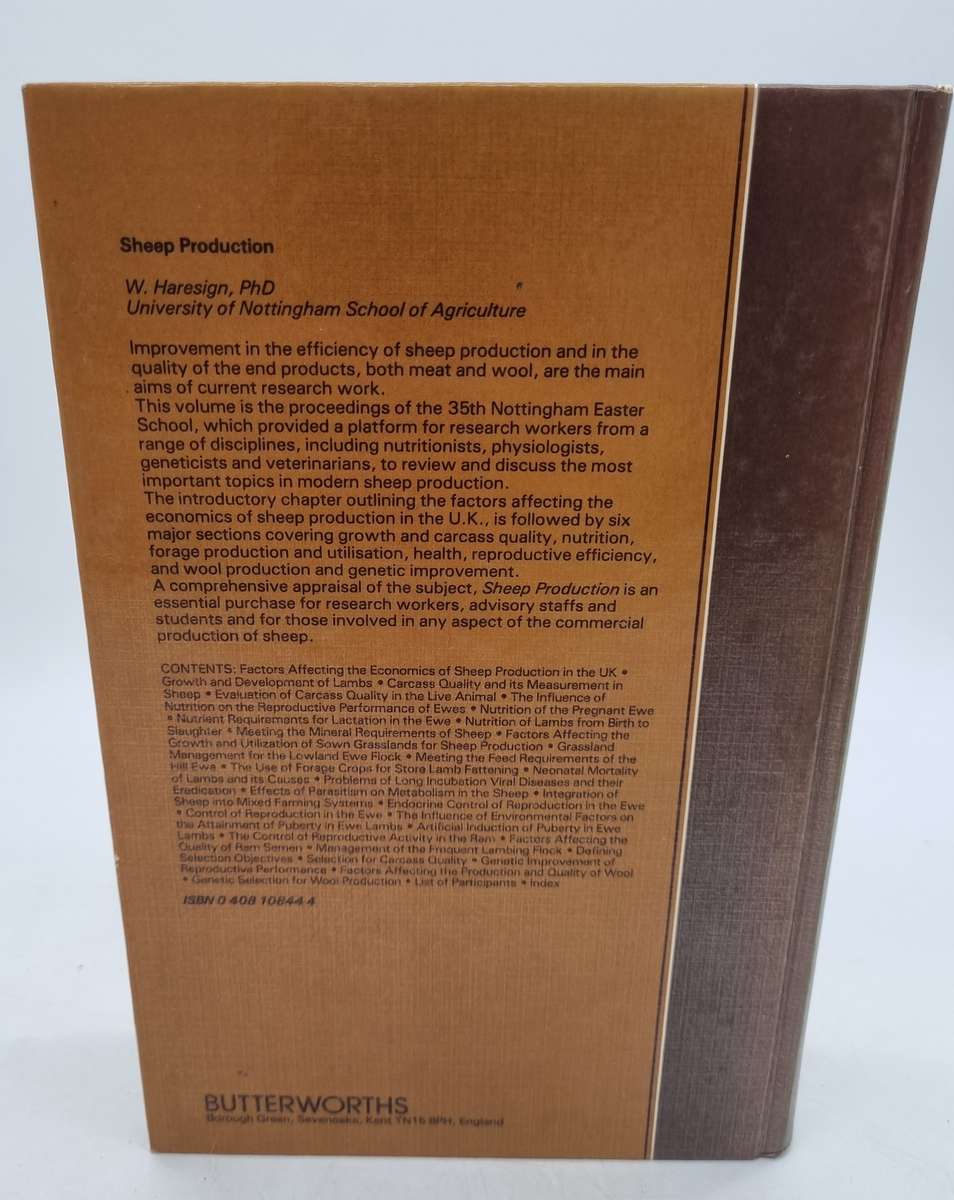 Sheep Production
W. Haresign, PhD
University of Nottingham School of Agriculture
Improvement in the efficiency of sheep production and in the
quality of the end products, both meat and wool, are the main
aims of current research work.
This volume is the proceedings of the 35th Nottingham Easter
School, which provided a platform for research workers from a
range of disciplines, including nutritionists, physiologists,
geneticists and veterinarians, to review and discuss the most
important topics in modern sheep production.
The introductory chapter outlining the factors affecting the
economics of sheep production in the U.K., is followed by six
major sections covering growth and carcass quality, nutrition,
forage production and utilisation, health, reproductive efficiency,
and wool production and genetic improvement.
A comprehensive appraisal of the subject, Sheep Production is an
essential purchase for research workers, advisory staffs and
students and for those involved in any aspect of the commercial
production of sheep.
CONTENTS: Factors Affecting the Economics of Sheep Production in the UK •
Growth and Development of Lambs • Carcass Quality and its Measurement in
Sheep • Evaluation of Carcass Quality in the Live Animal • The Influence of
Nutrition on the Reproductive Performance of Ewes • Nutrition of the Pregnant Ewe
• Nutrient Requirements for Lactation in the Ewe • Nutrition of Lambs from Birth to
Slaughter • Meeting the Mineral Requirements of Sheep • Factors Affecting the
Growth and Utilization of Sown Grasslands for Sheep Production • Grassland
Management for the Lowland Ewe Flock • Meeting the Feed Requirements of the
Hill Ewe • The Use of Forage Crops for Store Lamb Fattening • Neonatal Mortality
of Lambs and its Causes • Problems of Long Incubation Viral Diseases and their
Eredication • Effects of Parasitism on Metabolism in the Sheep • Integration of
Sheep into Mixed Farming Systems • Endocrine Control of Reproduction in the Ewe
• Control of Reproduction in the Ewe • The Influence of Environmental Factors on
the Attainment of Puberty in Ewe Lambs • Artificial Induction of Puberty in Ewe
Lambs • The Control of Reproductive Activity in the Ram • Factors Affecting the
Quality of Ram Semen • Management of the Frequent Lambing Flock • Defining
Selection Objectives • Selection for Carcass Quality • Genetic Improvement of
Reproductive Performance • Factors Affecting the Production and Quality of Wool
• Genetic Selection for Wool Production • List of Participants • Index
ISBN 0 408 10844 4
BUTTERWORTHS
Borough Green, Sevenoaks, Kent TN15 8PH, England